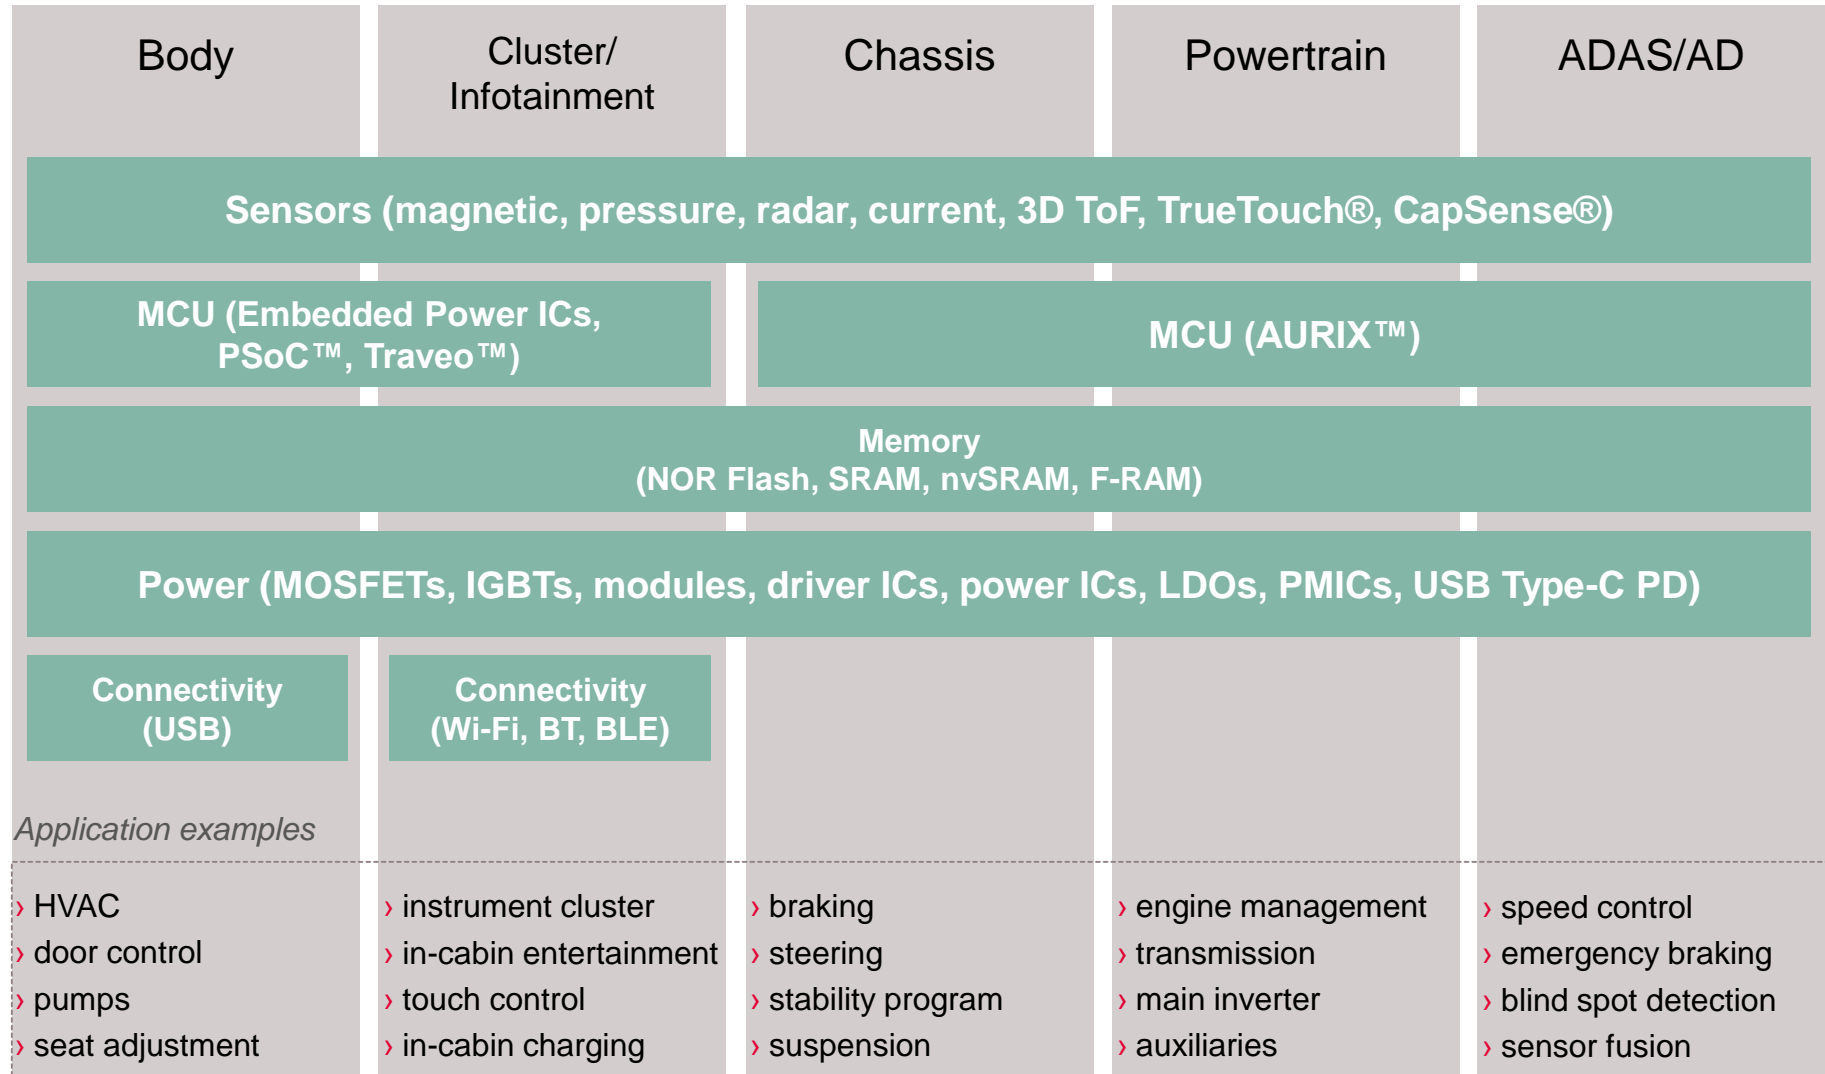 Body
Cluster/
Infotainment
Chassis
Powertrain
ADAS/AD
Sensors (magnetic, pressure, radar, current, 3D ToF, TrueTouch®, CapSense®)
MCU (Embedded Power ICs,
PSoC™, Traveo™)
MCU (AURIX™)
Memory
(NOR Flash, SRAM, nvSRAM, F-RAM)
Power (MOSFETs, IGBTs, modules, driver ICs, power ICs, LDOs, PMICs, USB Type-C PD)
Connectivity
(USB)
Connectivity
(Wi-Fi, BT, BLE)
Application examples
› HVAC
› door control
› pumps
› seat adjustment
› instrument cluster
› in-cabin entertainment
› touch control
› in-cabin charging
› braking
› steering
› stability program
› suspension
› engine management
› transmission
› main inverter
› auxiliaries
› speed control
› emergency braking
› blind spot detection
› sensor fusion